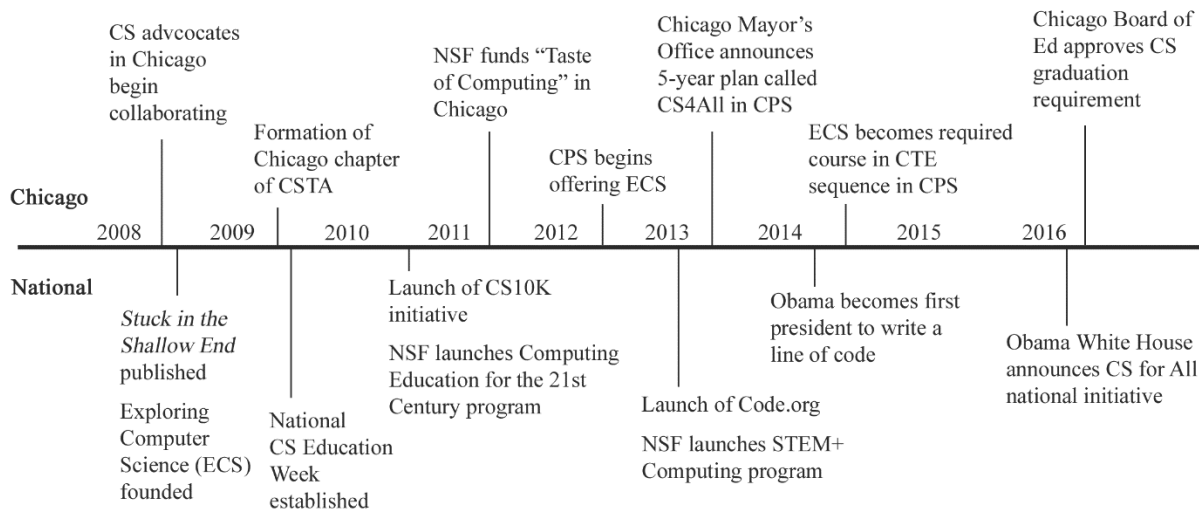 CS advcocates
in Chicago
begin
collaborating
Formation of
Chicago chapter
of CSTA
NSF funds “Taste
of Computing” in
Chicago
CPS begins
offering ECS
Chicago Mayor’s
Office announces
5-year plan called
CS4All in CPS
ECS becomes required
course in CTE
sequence in CPS
Chicago Board of
Ed approves CS
graduation
requirement
Chicago
2008 2009 2010 2011 2012 2013 2014 2015 2016
National
Stuck in the
Shallow End
published
Exploring
Computer
Science (ECS)
founded
National
CS Education
Week
established
Launch of CS10K
initiative
NSF launches Computing
Education for the 21st
Century program
Launch of Code.org
NSF launches STEM+
Computing program
Obama becomes first
president to write a
line of code
Obama White House
announces CS for All
national initiative